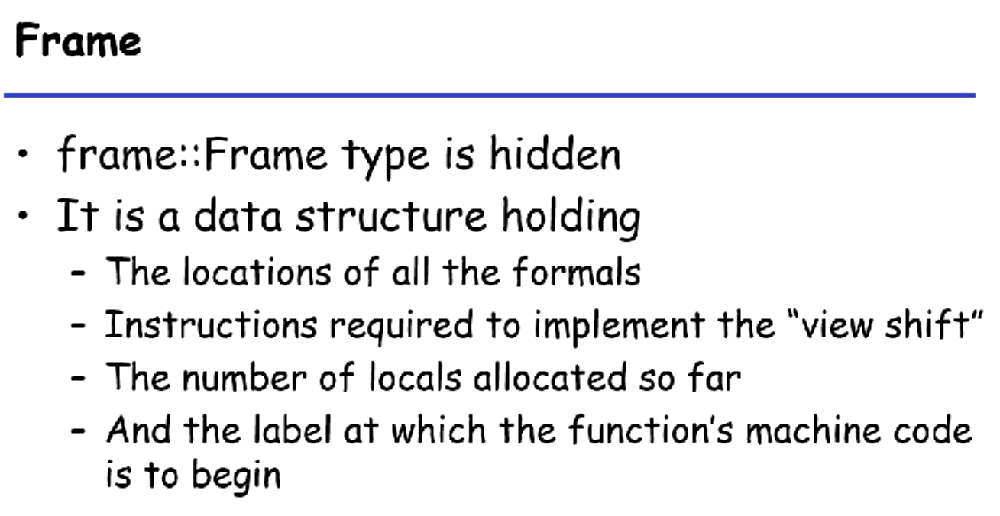 Frame
• frame::Frame type is hidden
• It is a data structure holding
– The locations of all the formals
– Instructions required to implement the “view shift”
– The number of locals allocated so far
– And the label at which the function’s machine code
is to begin